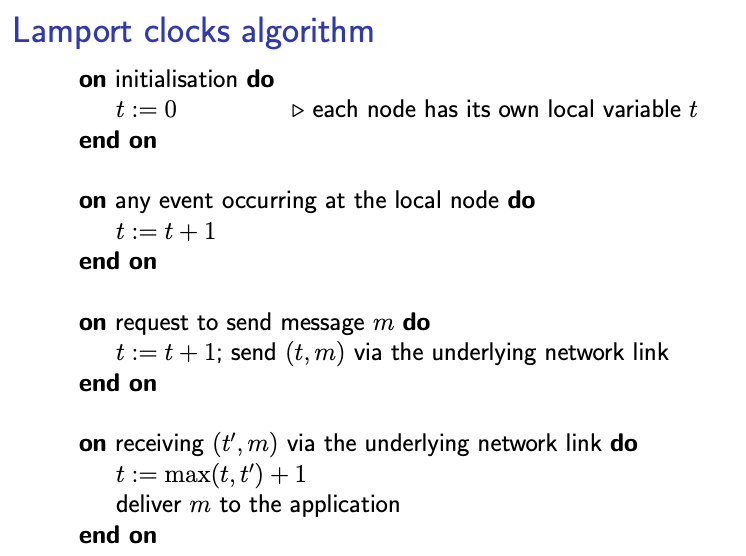 Lamport clocks algorithm
on initialisation do
t := 0 ▷ each node has its own local variable t
end on
on any event occurring at the local node do
t := t + 1
end on
on request to send message m do
t := t + 1; send (t, m) via the underlying network link
end on
on receiving (t′, m) via the underlying network link do
t := max(t, t′) + 1
deliver m to the application
end on